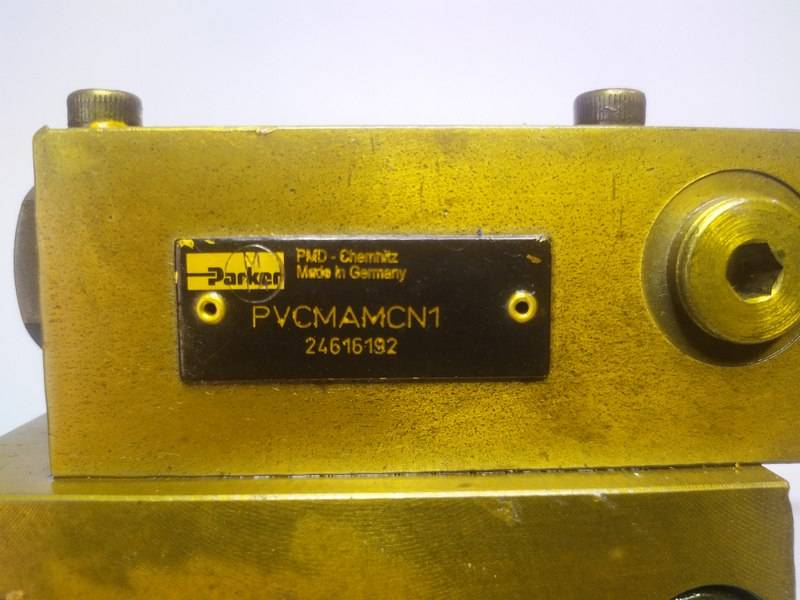 M
Parker
PMD - Chemnitz
Made in Germany
PVCMAMCN1
24616192